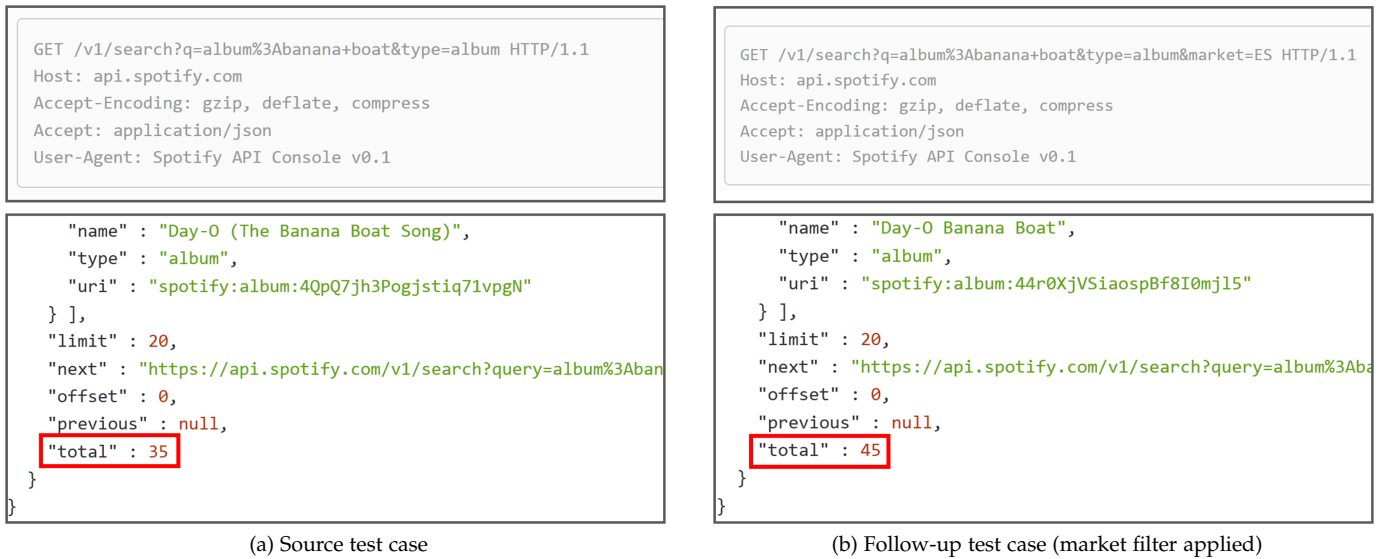 GET /v1/search?q=album%3Abanana+boat&type=album HTTP/1.1
Host: api.spotify.com
Accept-Encoding: gzip, deflate, compress
Accept: application/json
User-Agent: Spotify API Console v0.1
"name" : "Day-O (The Banana Boat Song)",
"type" : "album",
"uri" : "spotify:album:4QpQ7jh3Pogjstiq71vpgN"
} ],
"limit" : 20,
"next" : "https://api.spotify.com/v1/search?query=album%3Aban
"offset" : 0,
"previous" : null,
"total" : 35
}
}
(a) Source test case
GET /v1/search?q=album%3Abanana+boat&type=album&market=ES HTTP/1.1
Host: api.spotify.com
Accept-Encoding: gzip, deflate, compress
Accept: application/json
User-Agent: Spotify API Console v0.1
"name" : "Day-O Banana Boat",
"type" : "album",
"uri" : "spotify:album:44r0XjVSiaospBf8I0mjl5"
} ],
"limit" : 20,
"next" : "https://api.spotify.com/v1/search?query=album%3Aba
"offset" : 0,
"previous" : null,
"total" : 45
}
}
(b) Follow-up test case (market filter applied)